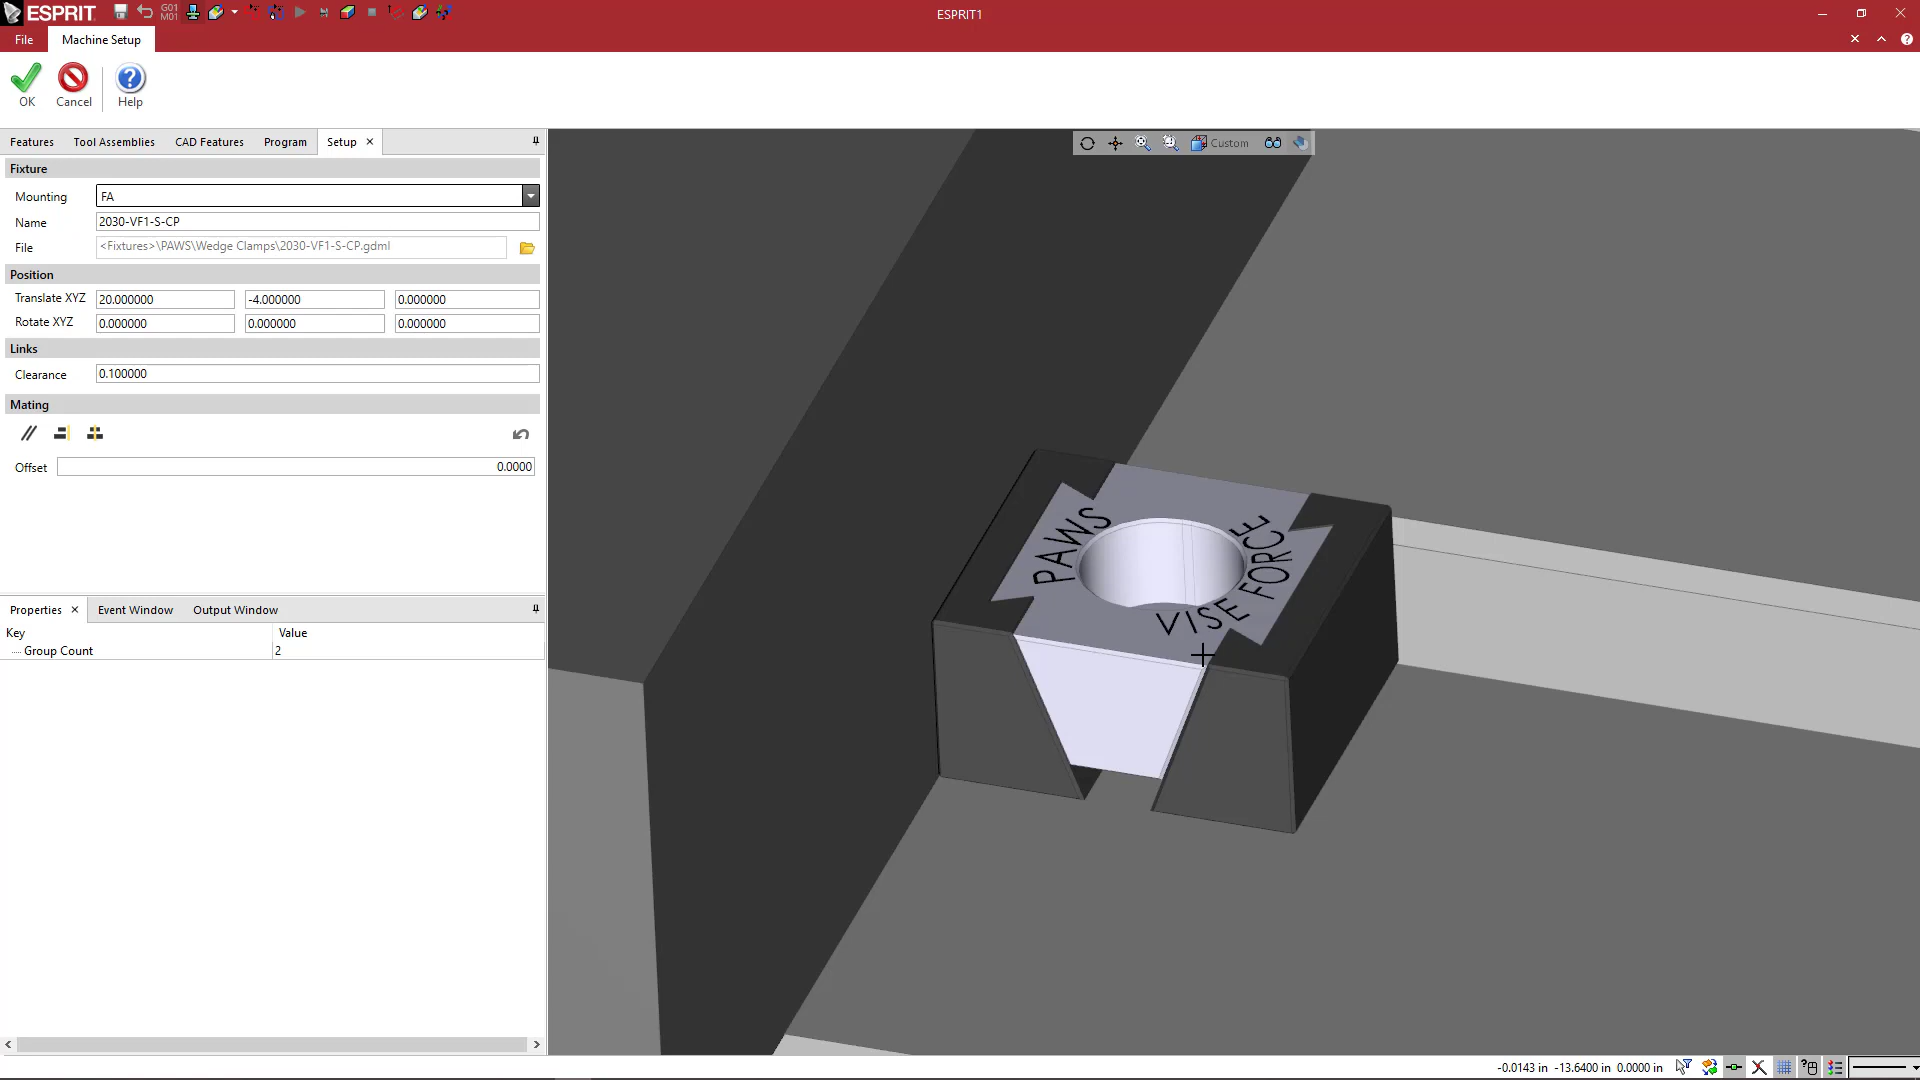 ESPRIT
G01
M01
ESPRIT1
File
Machine Setup
OK
Cancel
Help
Features
Tool Assemblies
CAD Features
Program
Setup
Custom
Fixture
Mounting
FA
Name
2030-VF1-S-CP
File
<Fixtures>\PAWS\Wedge Clamps\2030-VF1-S-CP.gdml
Position
Translate XYZ
20.000000
-4.000000
0.000000
Rotate XYZ
0.000000
0.000000
0.000000
Links
Clearance
0.100000
Mating
Offset
0.0000
PAWS
VISE FORCE
Properties
Event Window
Output Window
Key
Value
Group Count
2
-0.0143 in -13.6400 in 0.0000 in